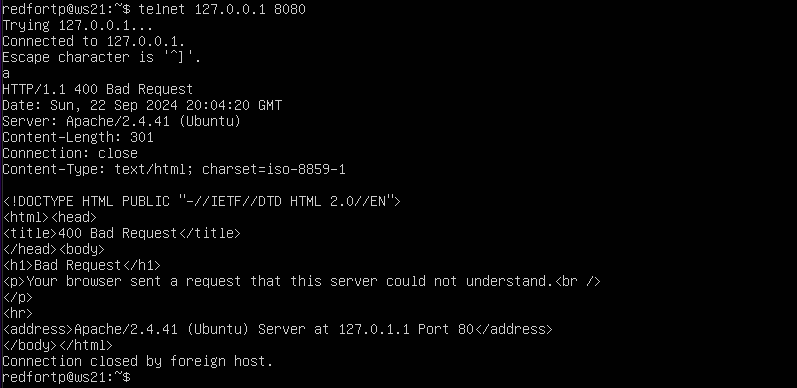 redfortp@ws21:~$ telnet 127.0.0.1 8080
Trying 127.0.0.1...
Connected to 127.0.0.1.
Escape character is '^]'.
a
HTTP/1.1 400 Bad Request
Date: Sun, 22 Sep 2024 20:04:20 GMT
Server: Apache/2.4.41 (Ubuntu)
Content-Length: 301
Connection: close
Content-Type: text/html; charset=iso-8859-1

<!DOCTYPE HTML PUBLIC "-//IETF//DTD HTML 2.0//EN">
<html><head>
<title>400 Bad Request</title>
</head><body>
<h1>Bad Request</h1>
<p>Your browser sent a request that this server could not understand.<br />
</p>
<hr>
<address>Apache/2.4.41 (Ubuntu) Server at 127.0.1.1 Port 80</address>
</body></html>
Connection closed by foreign host.
redfortp@ws21:~$